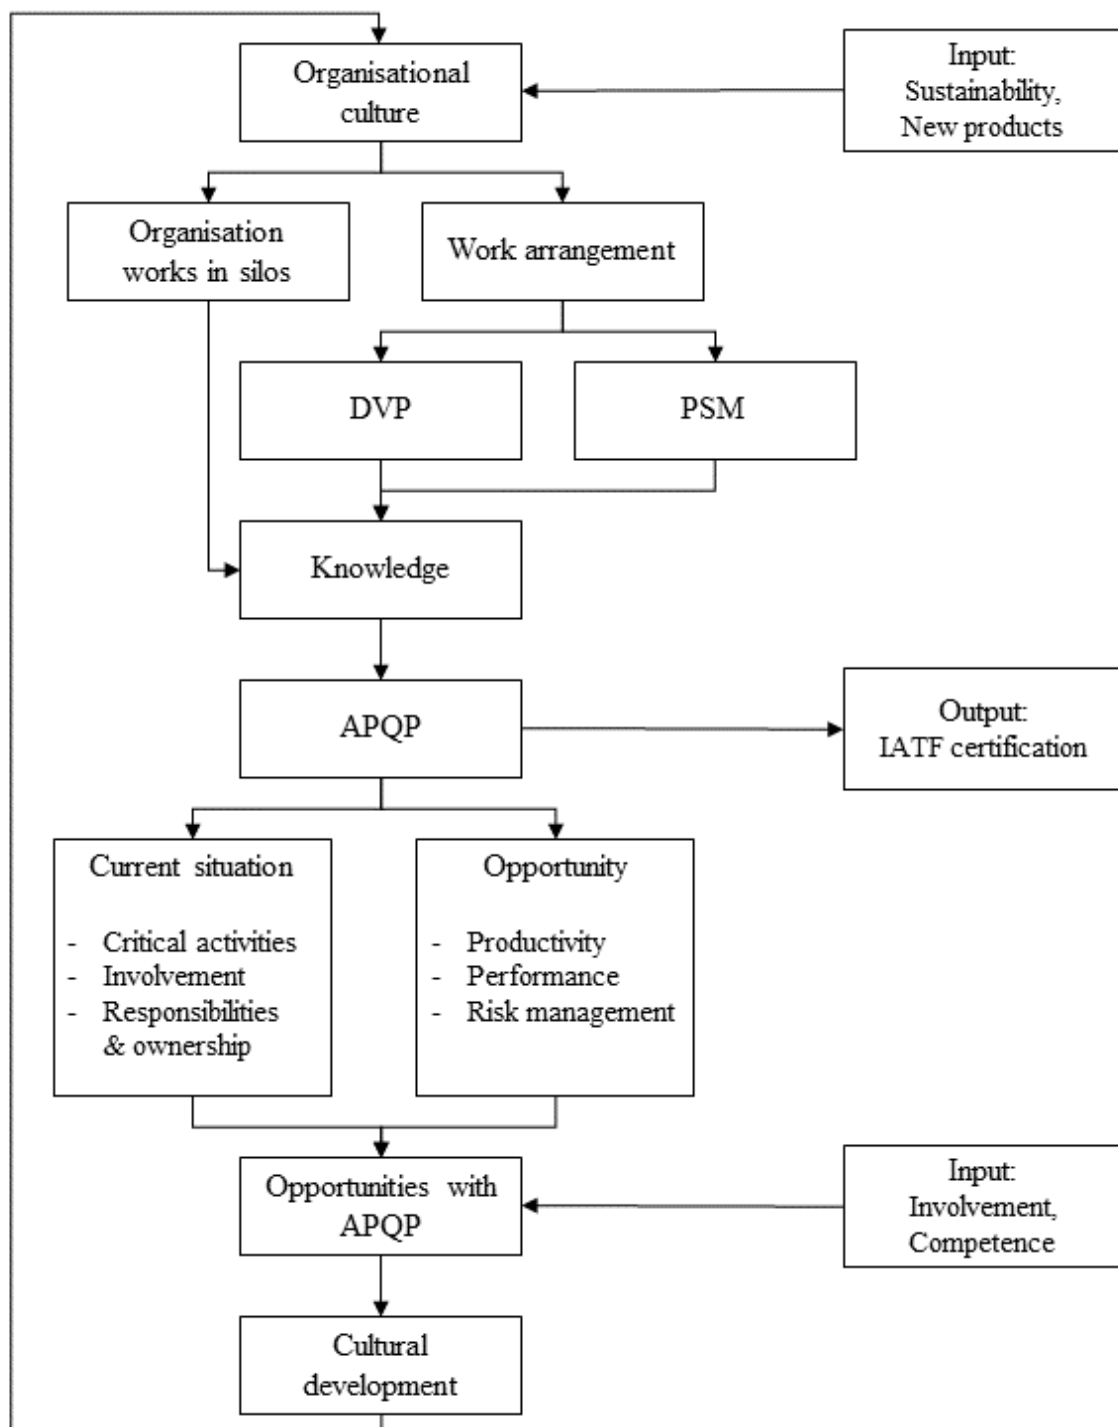 Organisational
culture
Input:
Sustainability,
New products
Organisation
works in silos
Work arrangement
DVP
PSM
Knowledge
APQP
Output:
IATF certification
Current situation
- Critical activities
- Involvement
- Responsibilities
& ownership
Opportunity
- Productivity
- Performance
- Risk management
Opportunities with
APQP
Input:
Involvement,
Competence
Cultural
development